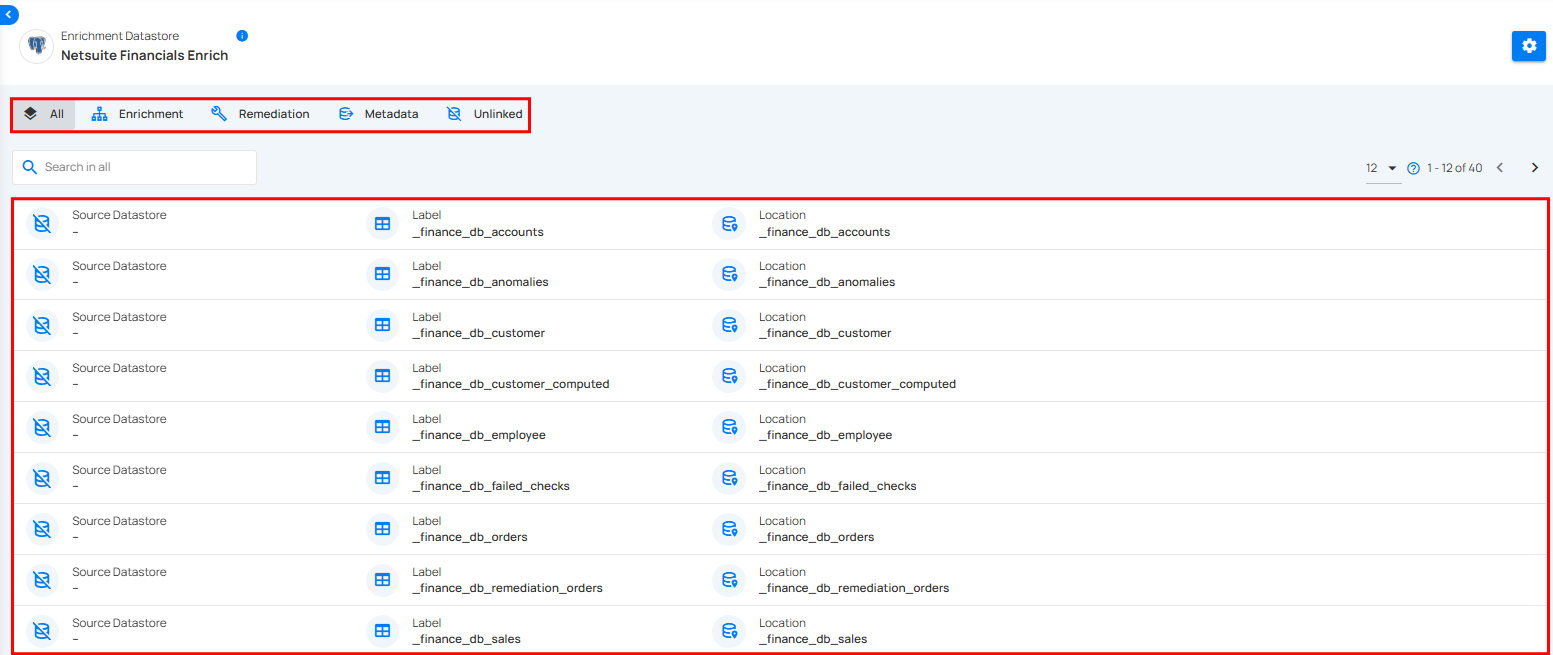 Enrichment Datastore
Netsuite Financials Enrich
All Enrichment Remediation Metadata Unlinked
Search in all
12 1 - 12 of 40
Source Datastore Label Location
– _finance_db_accounts _finance_db_accounts
Source Datastore Label Location
– _finance_db_anomalies _finance_db_anomalies
Source Datastore Label Location
– _finance_db_customer _finance_db_customer
Source Datastore Label Location
– _finance_db_customer_computed _finance_db_customer_computed
Source Datastore Label Location
– _finance_db_employee _finance_db_employee
Source Datastore Label Location
– _finance_db_failed_checks _finance_db_failed_checks
Source Datastore Label Location
– _finance_db_orders _finance_db_orders
Source Datastore Label Location
– _finance_db_remediation_orders _finance_db_remediation_orders
Source Datastore Label Location
– _finance_db_sales _finance_db_sales